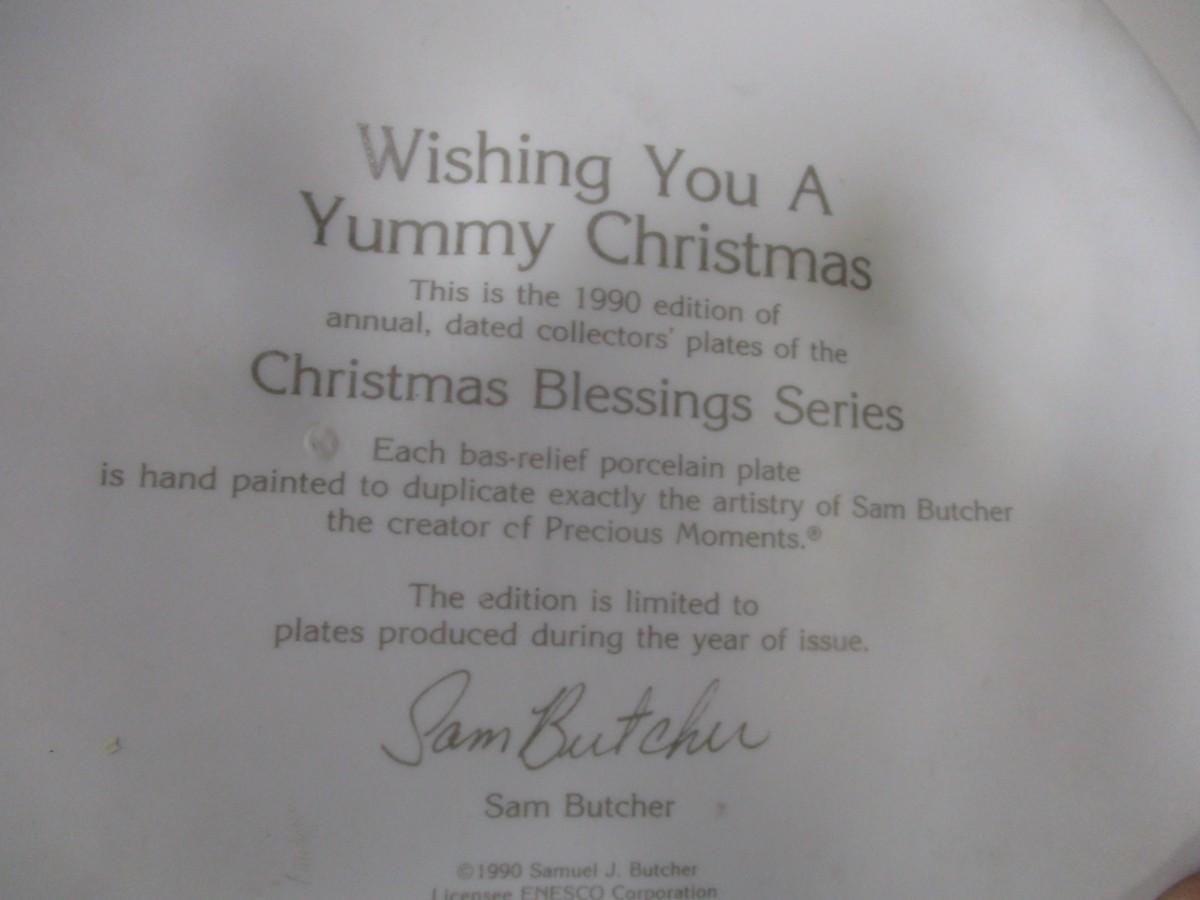 Wishing You A
Yummy Christmas
This is the 1990 edition of
annual, dated collectors' plates of the
Christmas Blessings Series
Each bas-relief porcelain plate
is hand painted to duplicate exactly the artistry of Sam Butcher
the creator of Precious Moments.®
The edition is limited to
plates produced during the year of issue.
Sam Butcher
Sam Butcher
©1990 Samuel J. Butcher
Licensee ENESCO Corporation